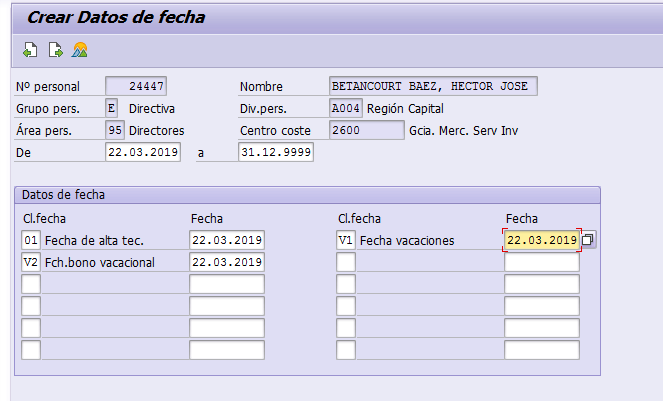 Crear Datos de fecha
Nº personal 24447 Nombre BETANCOURT BAEZ, HECTOR JOSE
Grupo pers. E Directiva Div.pers. A004 Región Capital
Área pers. 95 Directores Centro coste 2600 Gcia. Merc. Serv Inv
De 22.03.2019 a 31.12.9999
Datos de fecha
Cl.fecha Fecha Cl.fecha Fecha
01 Fecha de alta tec. 22.03.2019 V1 Fecha vacaciones 22.03.2019
V2 Fch.bono vacacional 22.03.2019